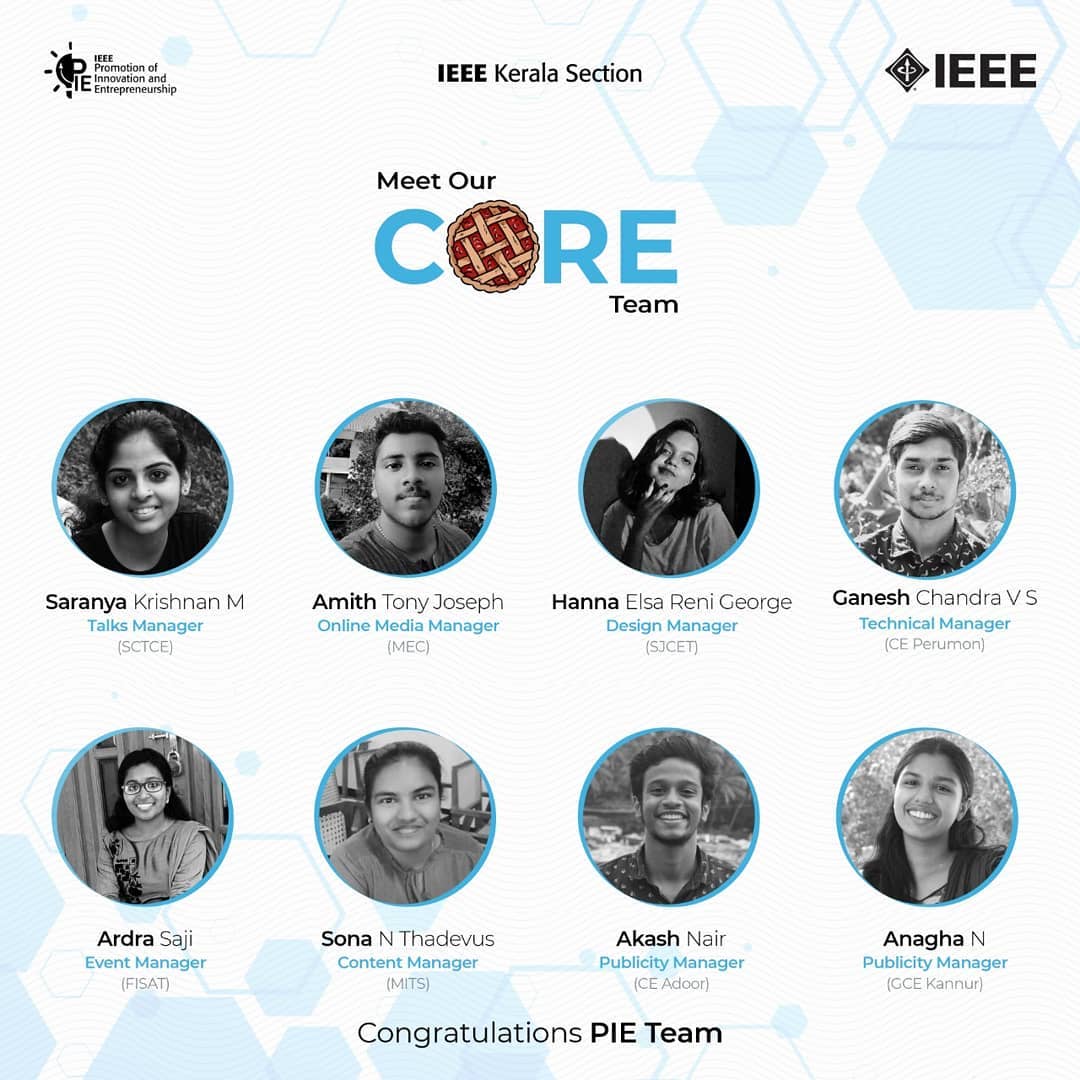 PIE
IEEE
Promotion of
Innovation and
Entrepreneurship
IEEE Kerala Section
IEEE
Meet Our
CORE
Team
Saranya Krishnan M
Talks Manager
(SCTCE)
Amith Tony Joseph
Online Media Manager
(MEC)
Hanna Elsa Reni George
Design Manager
(SJCET)
Ganesh Chandra V S
Technical Manager
(CE Perumon)
Ardra Saji
Event Manager
(FISAT)
Sona N Thadevus
Content Manager
(MITS)
Akash Nair
Publicity Manager
(CE Adoor)
Anagha N
Publicity Manager
(GCE Kannur)
Congratulations PIE Team